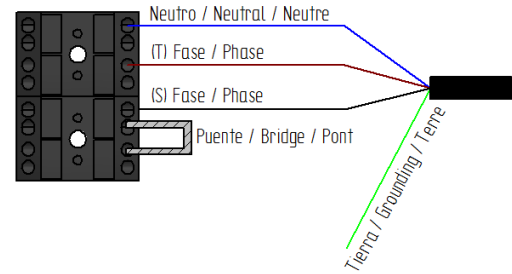 Neutro / Neutral / Neutre
(T) Fase / Phase
(S) Fase / Phase
Puente / Bridge / Pont
Tierra / Grounding / Terre